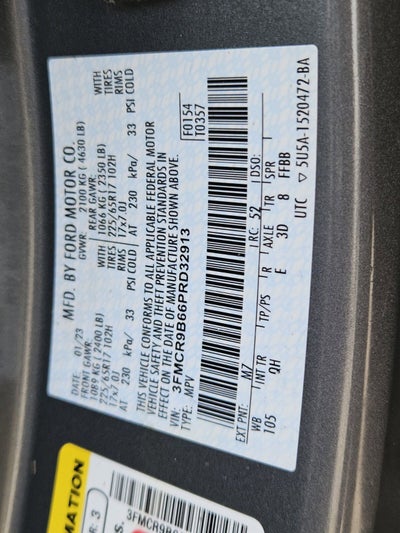 MFD. BY FORD MOTOR CO.
DATE: 01/23
GVWR: 2100 KG ( 4630 LB)
FRONT GAWR:
1089 KG ( 2400 LB)
225/65R17 102H
17x7.0J
AT 230 kPa/ 33 PSI COLD
REAR GAWR:
1066 KG ( 2350 LB)
225/65R17 102H
17x7.0J
AT 230 kPa/ 33 PSI COLD
WITH
TIRES
RIMS
WITH
TIRES
RIMS
THIS VEHICLE CONFORMS TO ALL APPLICABLE FEDERAL MOTOR
VEHICLE SAFETY AND THEFT PREVENTION STANDARDS IN
EFFECT ON THE DATE OF MANUFACTURE SHOWN ABOVE.
VIN: 3FMCR9B66PRD32913
TYPE: MPV
F0154
T0357
EXT PNT: M7 RC: 52 DSO:
WB INT TR TP/PS R AXLE TR SPR
105 QH E 3D 8 FFBB
UTC ▽ 5U5A-1520472-BA
MATION
3
3FMCR9B6